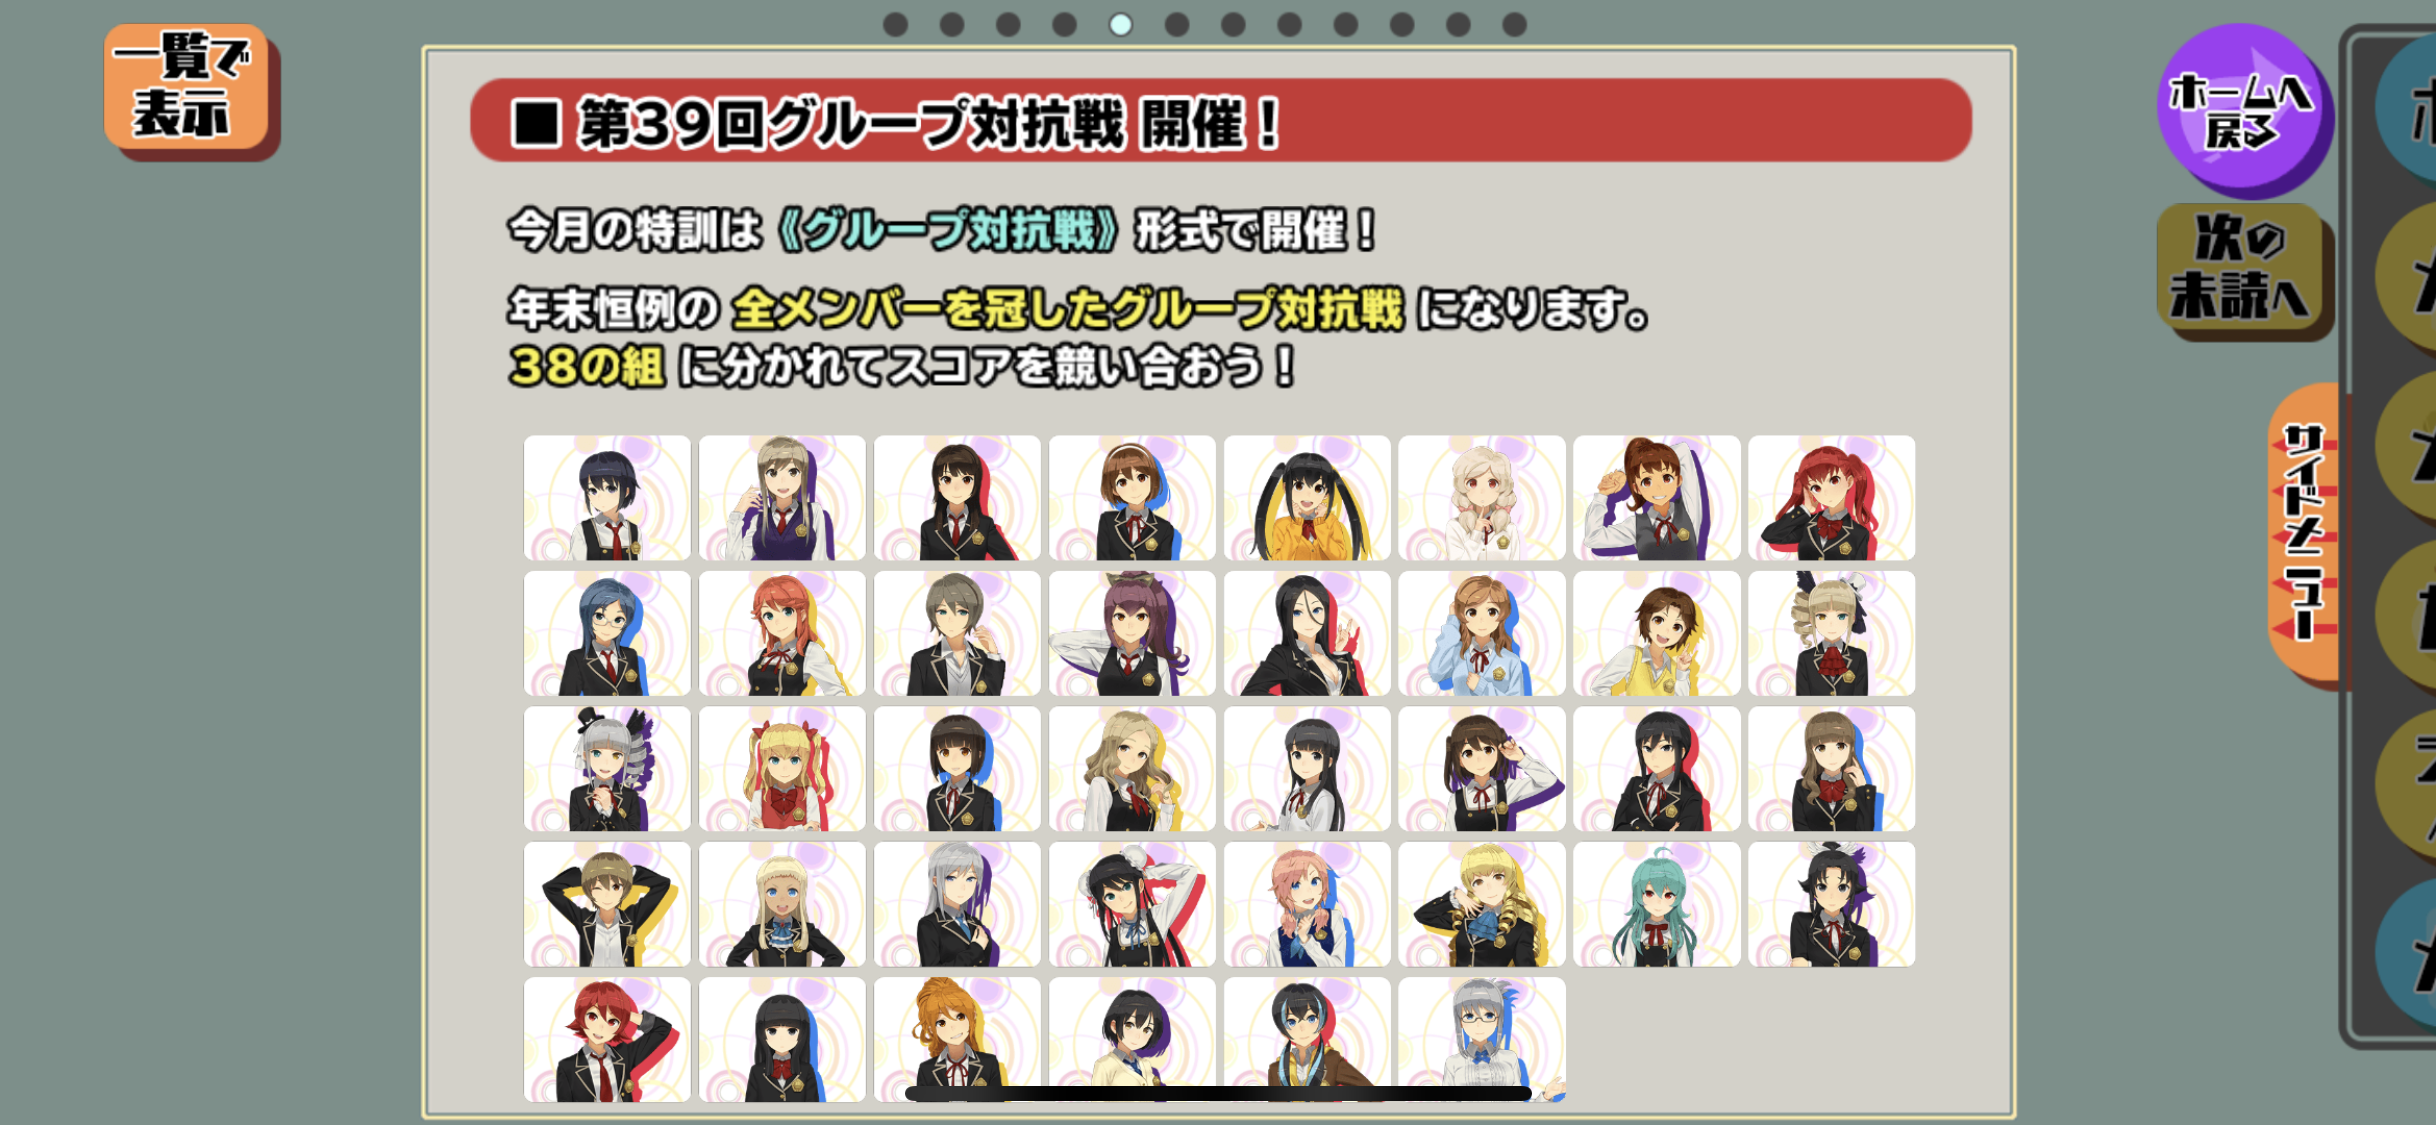 一覧で
表示
■ 第39回グループ対抗戦 開催！
今月の特訓は《グループ対抗戦》形式で開催！
年末恒例の 全メンバーを冠したグループ対抗戦 になります。
38の組 に分かれてスコアを競い合おう！
ホームへ
戻る
次の
未読へ
サイドメニュー